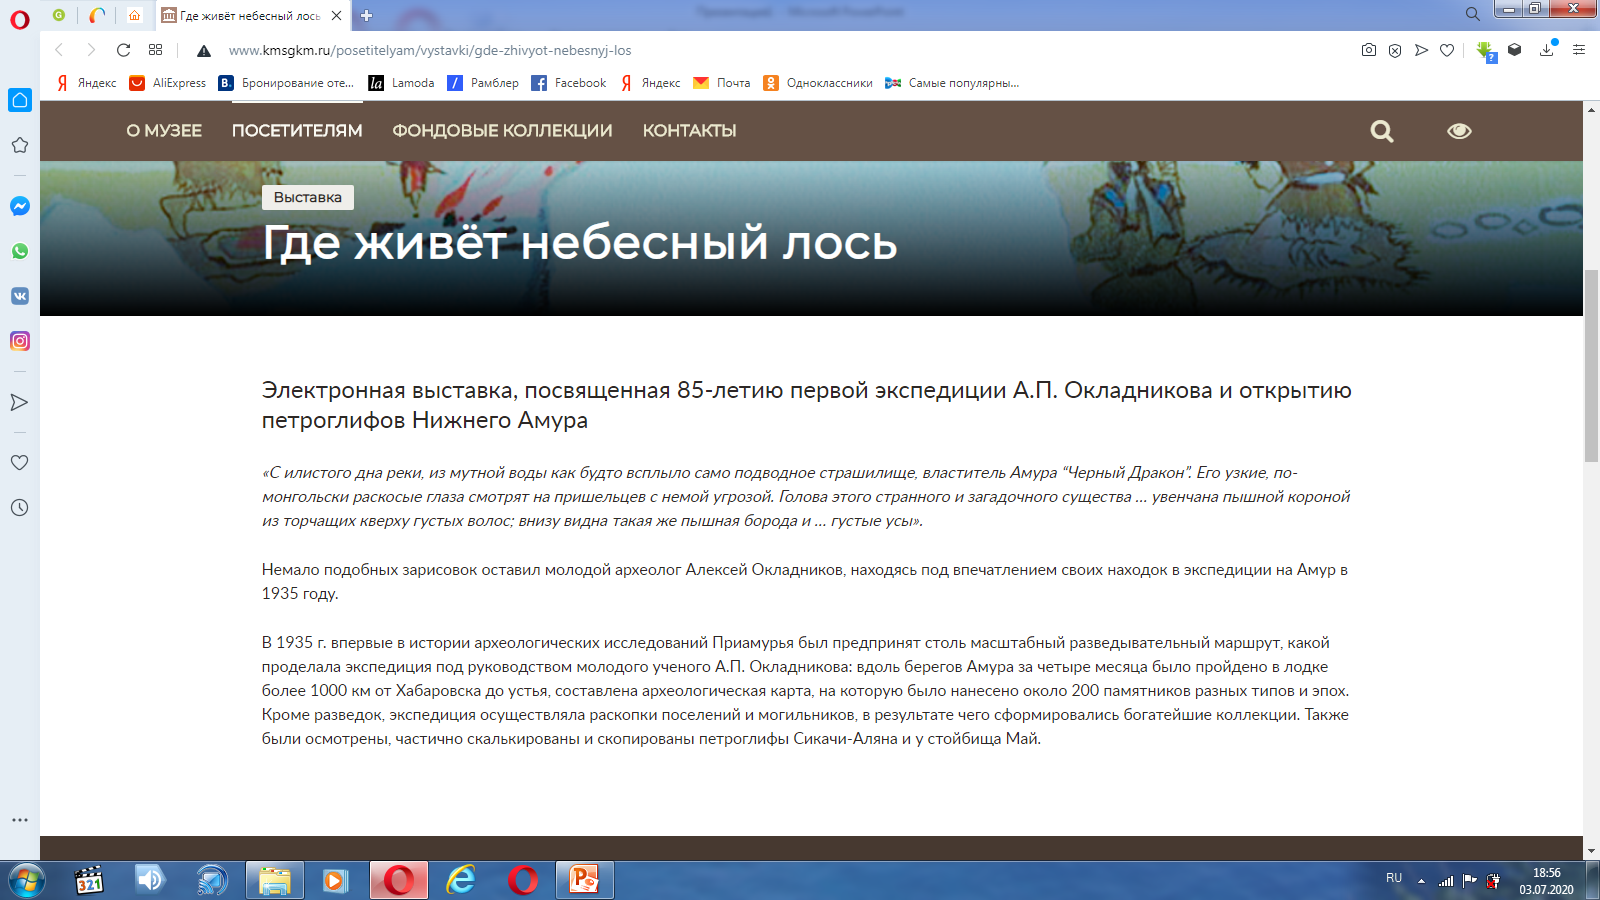 Где живёт небесный лось
www.kmsgkm.ru/posetitelyam/vystavki/gde-zhivyot-nebesnyj-los
Яндекс AliExpress Бронирование оте... Lamoda Рамблер Facebook Яндекс Почта Одноклассники Самые популярны...
О МУЗЕЕ ПОСЕТИТЕЛЯМ ФОНДОВЫЕ КОЛЛЕКЦИИ КОНТАКТЫ
Выставка
Где живёт небесный лось
Электронная выставка, посвященная 85-летию первой экспедиции А.П. Окладникова и открытию
петроглифов Нижнего Амура
«С илистого дна реки, из мутной воды как будто всплыло само подводное страшилище, властитель Амура “Черный Дракон”. Его узкие, по-
монгольски раскосые глаза смотрят на пришельцев с немой угрозой. Голова этого странного и загадочного существа ... увенчана пышной короной
из торчащих кверху густых волос; внизу видна такая же пышная борода и ... густые усы».
Немало подобных зарисовок оставил молодой археолог Алексей Окладников, находясь под впечатлением своих находок в экспедиции на Амур в
1935 году.
В 1935 г. впервые в истории археологических исследований Приамурья был предпринят столь масштабный разведывательный маршрут, какой
проделала экспедиция под руководством молодого ученого А.П. Окладникова: вдоль берегов Амура за четыре месяца было пройдено в лодке
более 1000 км от Хабаровска до устья, составлена археологическая карта, на которую было нанесено около 200 памятников разных типов и эпох.
Кроме разведок, экспедиция осуществляла раскопки поселений и могильников, в результате чего сформировались богатейшие коллекции. Также
были осмотрены, частично скалькированы и скопированы петроглифы Сикачи-Аляна и у стойбища Май.
321
RU
18:56
03.07.2020